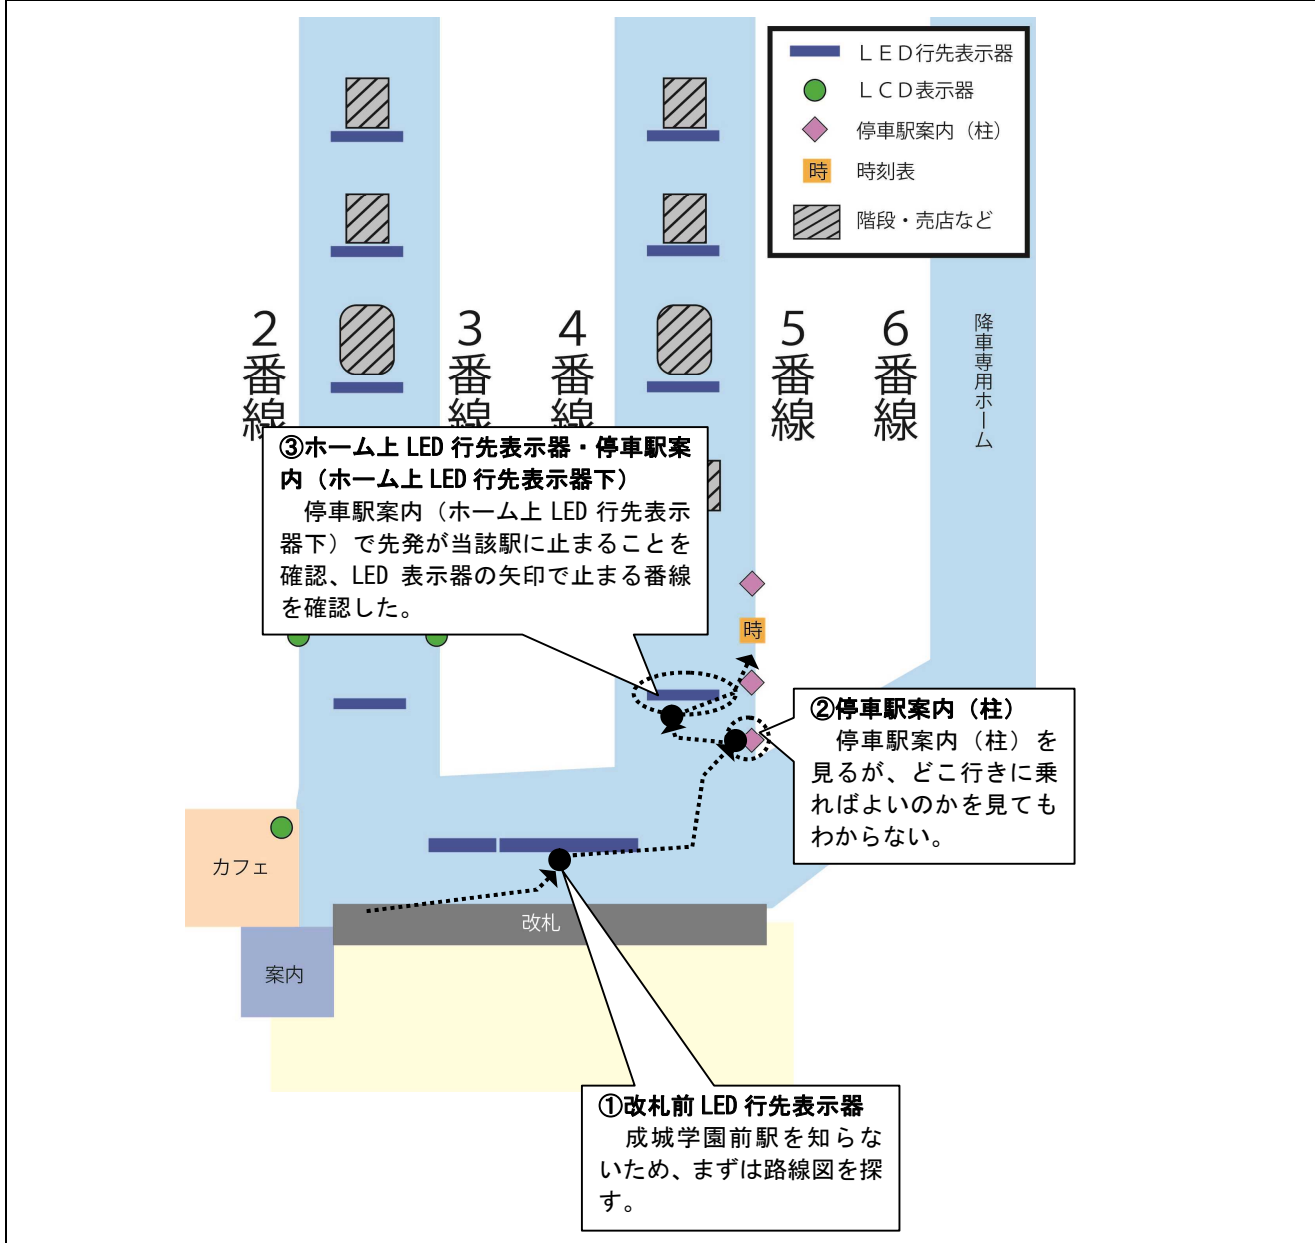 LED行先表示器
LCD表示器
停車駅案内（柱）
時 時刻表
階段・売店など
2番線
3番線
4番線
5番線
6番線
降車専用ホーム
③ホーム上 LED 行先表示器・停車駅案
内（ホーム上 LED 行先表示器下）
停車駅案内（ホーム上 LED 行先表示
器下）で先発が当該駅に止まることを
確認、LED 表示器の矢印で止まる番線
を確認した。
時
②停車駅案内（柱）
停車駅案内（柱）を
見るが、どこ行きに乗
ればよいのかを見ても
わからない。
カフェ
改札
案内
①改札前 LED 行先表示器
成城学園前駅を知らな
いため、まずは路線図を探
す。